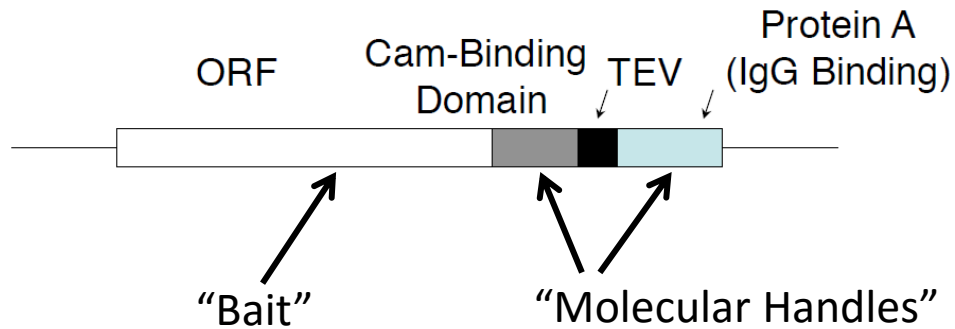 ORF
Cam-Binding
Domain
TEV
Protein A
(IgG Binding)
“Bait”
“Molecular Handles”